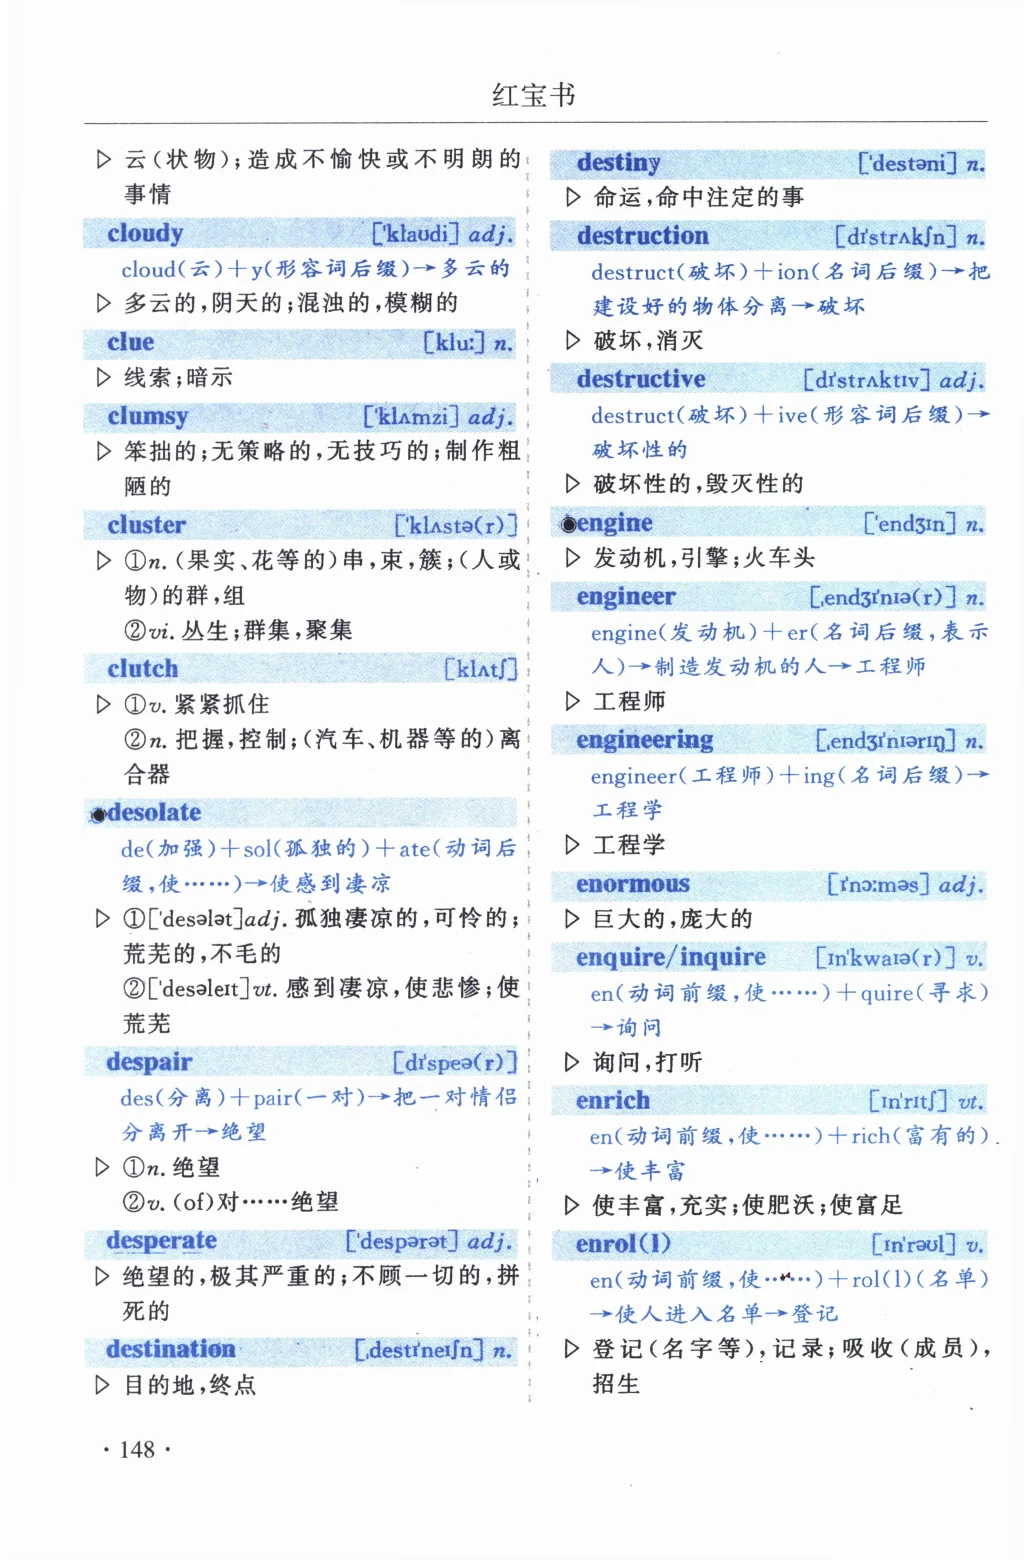 红宝书
▷ 云(状物);造成不愉快或不明朗的
事情
cloudy ['klaʊdi] adj.
cloud(云)+y(形容词后缀)→多云的
▷ 多云的,阴天的;混浊的,模糊的
clue [klu:] n.
▷ 线索;暗示
clumsy ['klʌmzi] adj.
▷ 笨拙的;无策略的,无技巧的;制作粗
陋的
cluster ['klʌstə(r)]
▷ ①n. (果实、花等的)串,束,簇;(人或
物)的群,组
②vi. 丛生;群集,聚集
clutch [klʌtʃ]
▷ ①v. 紧紧抓住
②n. 把握,控制;(汽车、机器等的)离
合器
desolate
de(加强)+sol(孤独的)+ate(动词后
缀,使……)→使感到凄凉
▷ ①['desələt]adj. 孤独凄凉的,可怜的;
荒芜的,不毛的
②['desəleɪt]vt. 感到凄凉,使悲惨;使
荒芜
despair [dɪ'speə(r)]
des(分离)+pair(一对)→把一对情侣
分离开→绝望
▷ ①n. 绝望
②v. (of)对……绝望
desperate ['despərət] adj.
▷ 绝望的,极其严重的;不顾一切的,拼
死的
destination [ˌdestɪ'neɪʃn] n.
▷ 目的地,终点
destiny ['destəni] n.
▷ 命运,命中注定的事
destruction [dɪ'strʌkʃn] n.
destruct(破坏)+ion(名词后缀)→把
建设好的物体分离→破坏
▷ 破坏,消灭
destructive [dɪ'strʌktɪv] adj.
destruct(破坏)+ive(形容词后缀)→
破坏性的
▷ 破坏性的,毁灭性的
engine ['endʒɪn] n.
▷ 发动机,引擎;火车头
engineer [ˌendʒɪ'nɪə(r)] n.
engine(发动机)+er(名词后缀,表示
人)→制造发动机的人→工程师
▷ 工程师
engineering [ˌendʒɪ'nɪərɪŋ] n.
engineer(工程师)+ing(名词后缀)→
工程学
▷ 工程学
enormous [ɪ'nɔ:məs] adj.
▷ 巨大的,庞大的
enquire/inquire [ɪn'kwaɪə(r)] v.
en(动词前缀,使……)+quire(寻求)
→询问
▷ 询问,打听
enrich [ɪn'rɪtʃ] vt.
en(动词前缀,使……)+rich(富有的)
→使丰富
▷ 使丰富,充实;使肥沃;使富足
enrol(l) [ɪn'rəʊl] v.
en(动词前缀,使……)+rol(l)(名单)
→使人进入名单→登记
▷ 登记(名字等),记录;吸收(成员),
招生
·148·